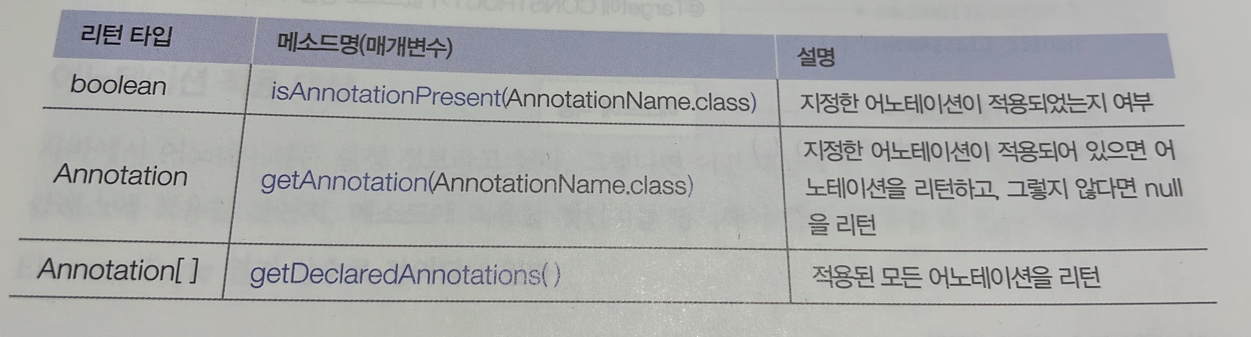 리턴 타입 메소드명(매개변수) 설명
boolean isAnnotationPresent(AnnotationName.class) 지정한 어노테이션이 적용되었는지 여부
Annotation getAnnotation(AnnotationName.class) 지정한 어노테이션이 적용되어 있으면 어
노테이션을 리턴하고, 그렇지 않다면 null
을 리턴
Annotation[ ] getDeclaredAnnotations( ) 적용된 모든 어노테이션을 리턴